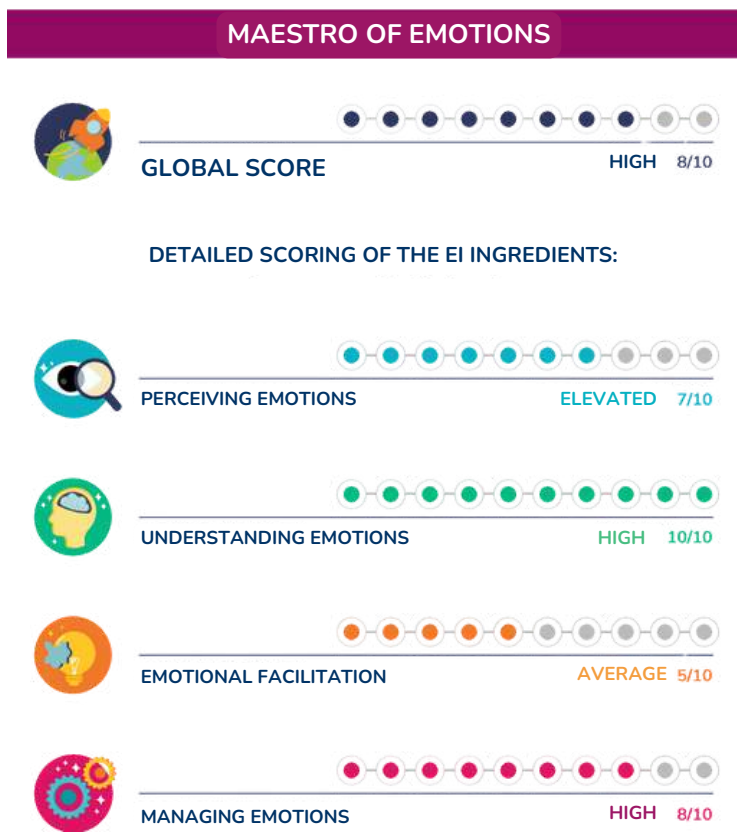 MAESTRO OF EMOTIONS
GLOBAL SCORE HIGH 8/10
DETAILED SCORING OF THE EI INGREDIENTS:
PERCEIVING EMOTIONS ELEVATED 7/10
UNDERSTANDING EMOTIONS HIGH 10/10
EMOTIONAL FACILITATION AVERAGE 5/10
MANAGING EMOTIONS HIGH 8/10